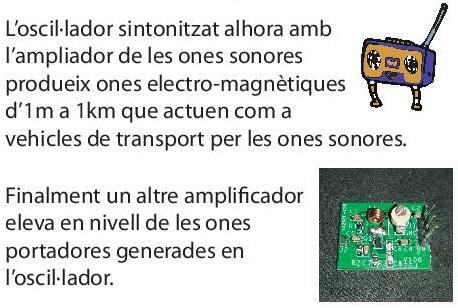 L'oscil·lador sintonitzat alhora amb
l'ampliador de les ones sonores
produeix ones electro-magnètiques
d'1m a 1km que actuen com a
vehicles de transport per les ones sonores.
Finalment un altre amplificador
eleva en nivell de les ones
portadores generades en
l'oscil·lador.